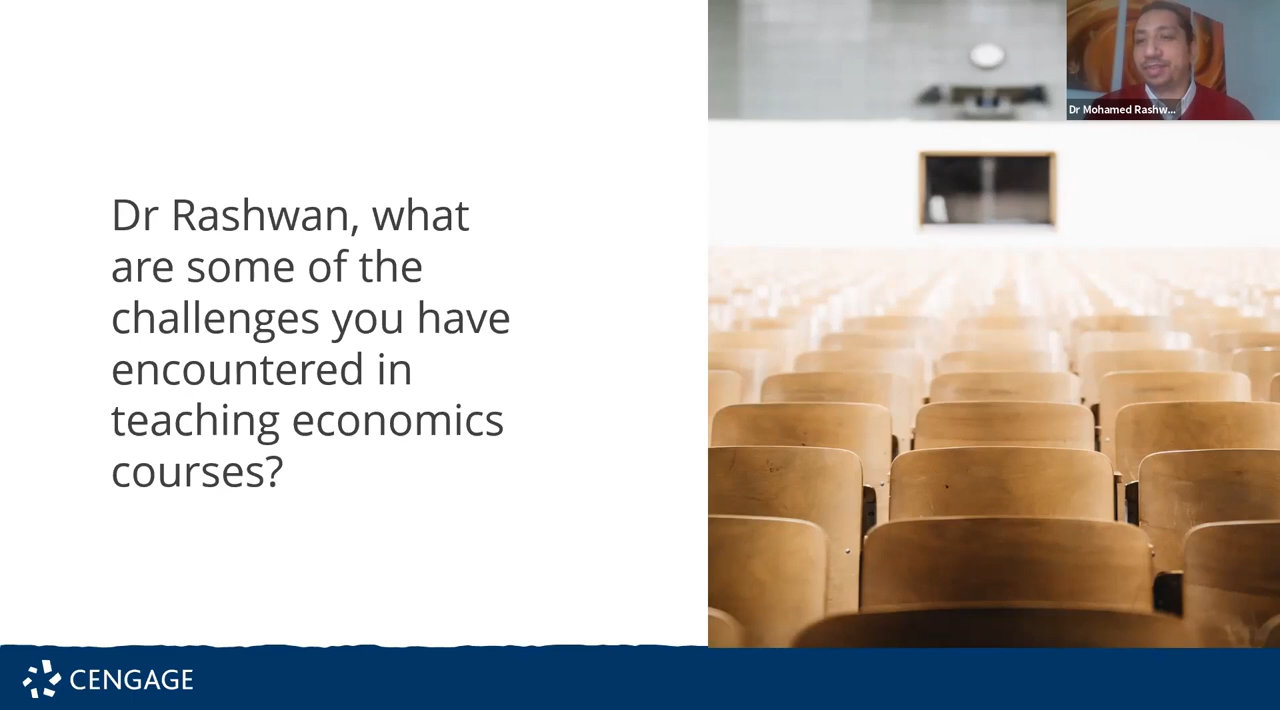 Dr Mohamed Rashw...
Dr Rashwan, what
are some of the
challenges you have
encountered in
teaching economics
courses?
CENGAGE